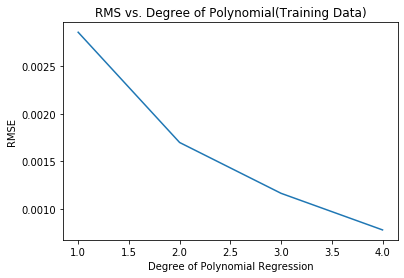 RMS vs. Degree of Polynomial(Training Data)
0.0025
0.0020
0.0015
0.0010
RMSE
1.0 1.5 2.0 2.5 3.0 3.5 4.0
Degree of Polynomial Regression